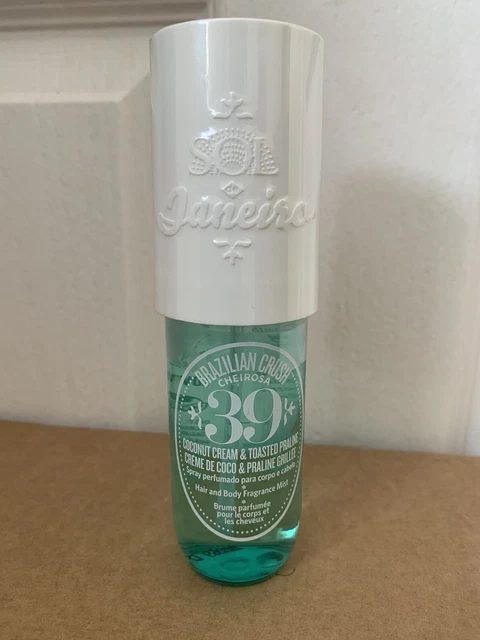 SOL
de
Janeiro
BRAZILIAN CRUSH
CHEIROSA
39
COCONUT CREAM & TOASTED PRALINE
CRÈME DE COCO & PRALINE GRILLÉE
Spray perfumado para corpo e cabelo
Hair and Body Fragrance Mist
Brume parfumée
pour le corps et
les cheveux